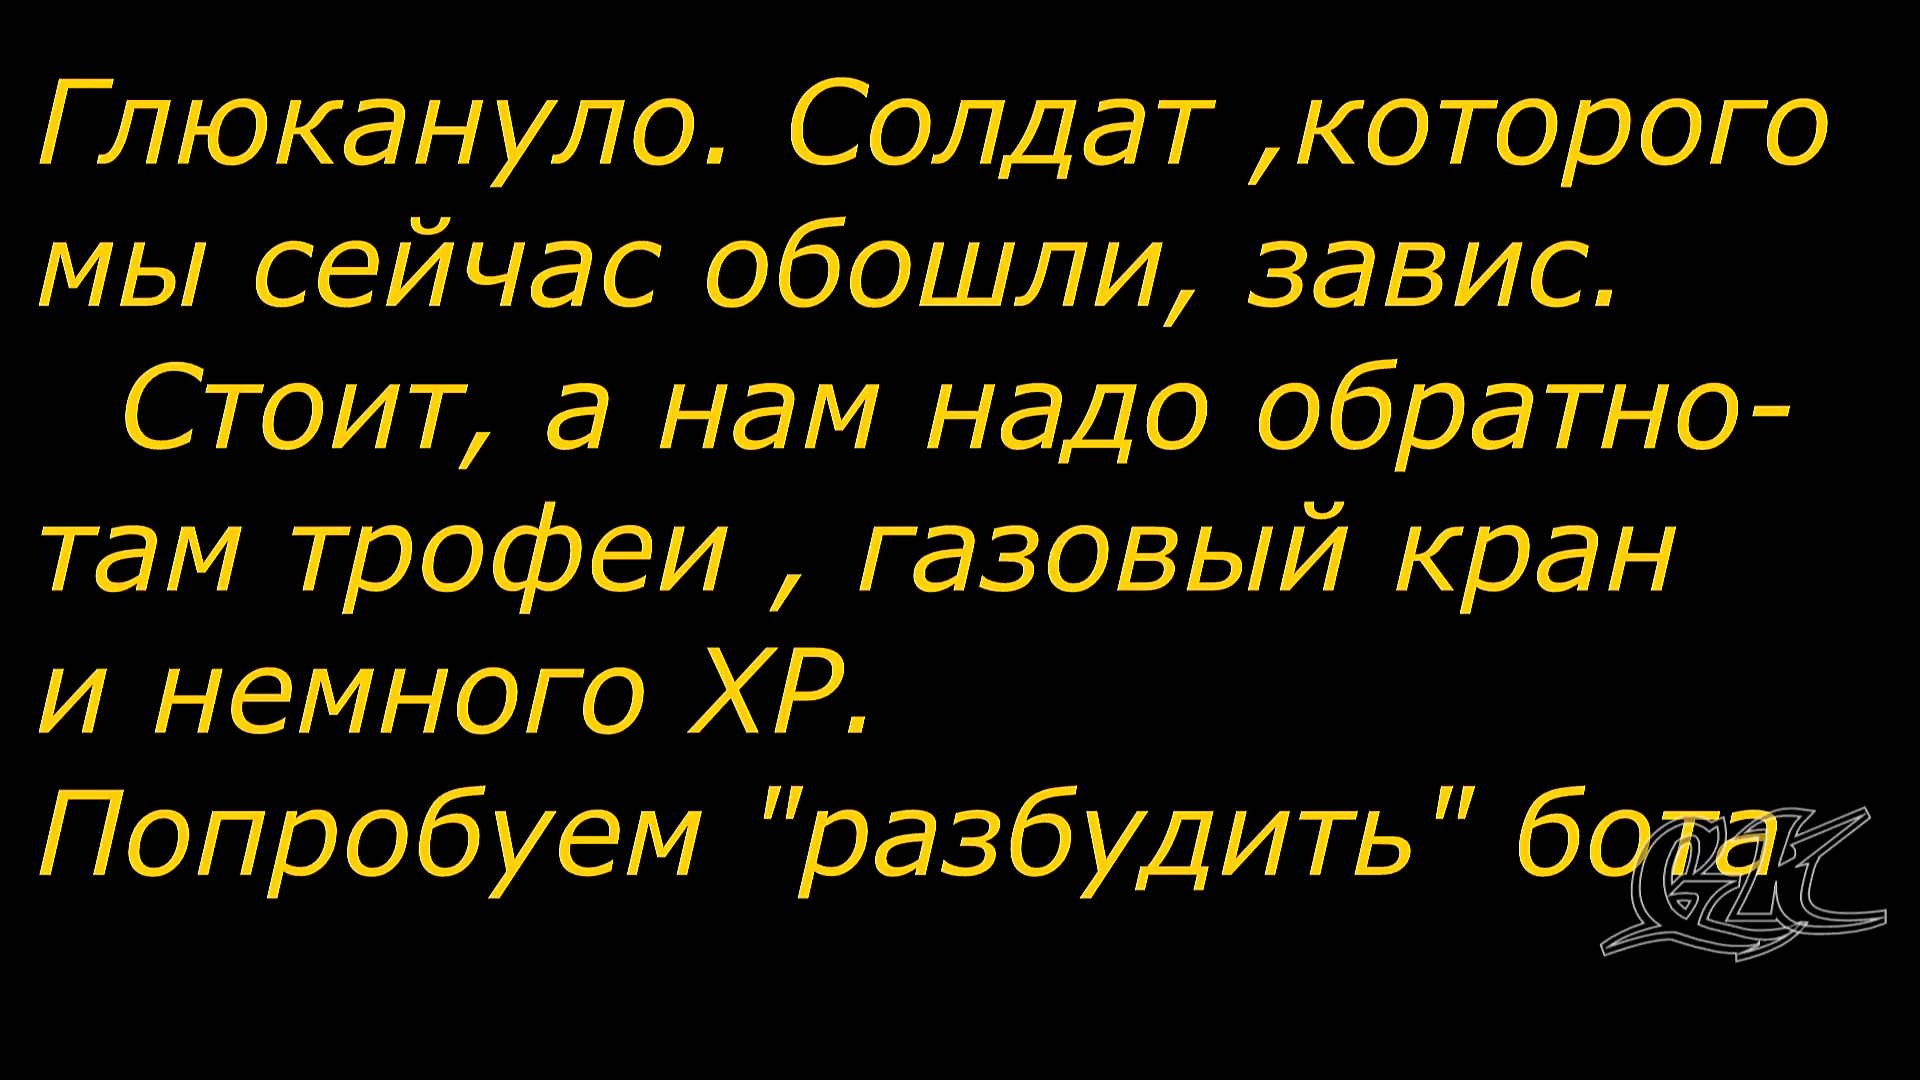 Глюкануло. Солдат ,которого
мы сейчас обошли, завис.
Стоит, а нам надо обратно-
там трофеи , газовый кран
и немного ХР.
Попробуем "разбудить" бота